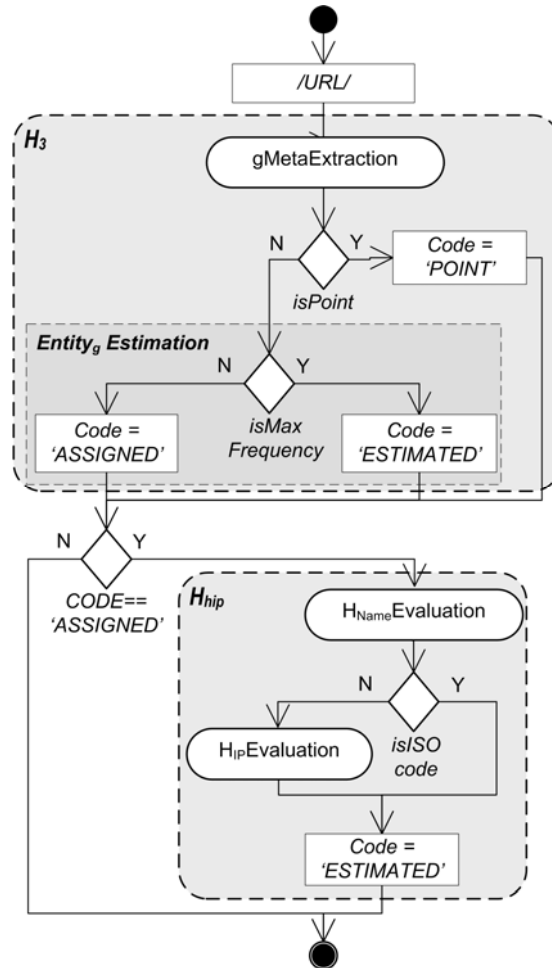 /URL/
H3
gMetaExtraction
N
Y
Code =
'POINT'
isPoint
Entityg Estimation
N
Y
Code =
'ASSIGNED'
isMax
Frequency
Code =
'ESTIMATED'
N
Y
CODE==
'ASSIGNED'
Hhip
HNameEvaluation
N
Y
HIPEvaluation
isISO
code
Code =
'ESTIMATED'